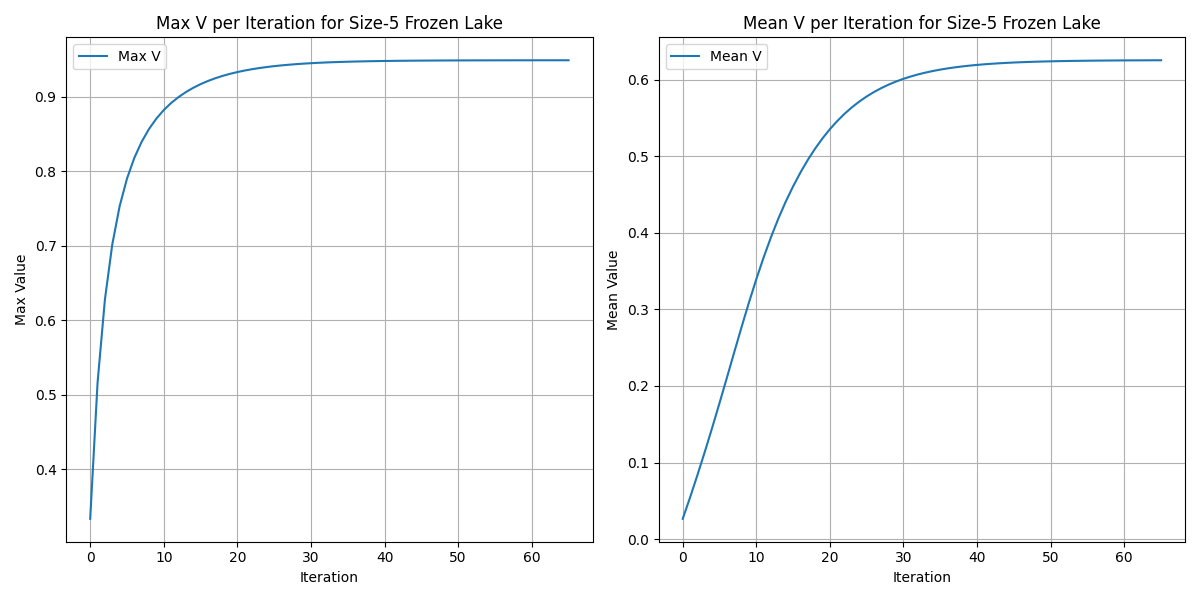 Max V per Iteration for Size-5 Frozen Lake
Max V
Max Value
0.9
0.8
0.7
0.6
0.5
0.4
0 10 20 30 40 50 60
Iteration
Mean V per Iteration for Size-5 Frozen Lake
Mean V
Mean Value
0.6
0.5
0.4
0.3
0.2
0.1
0.0
0 10 20 30 40 50 60
Iteration